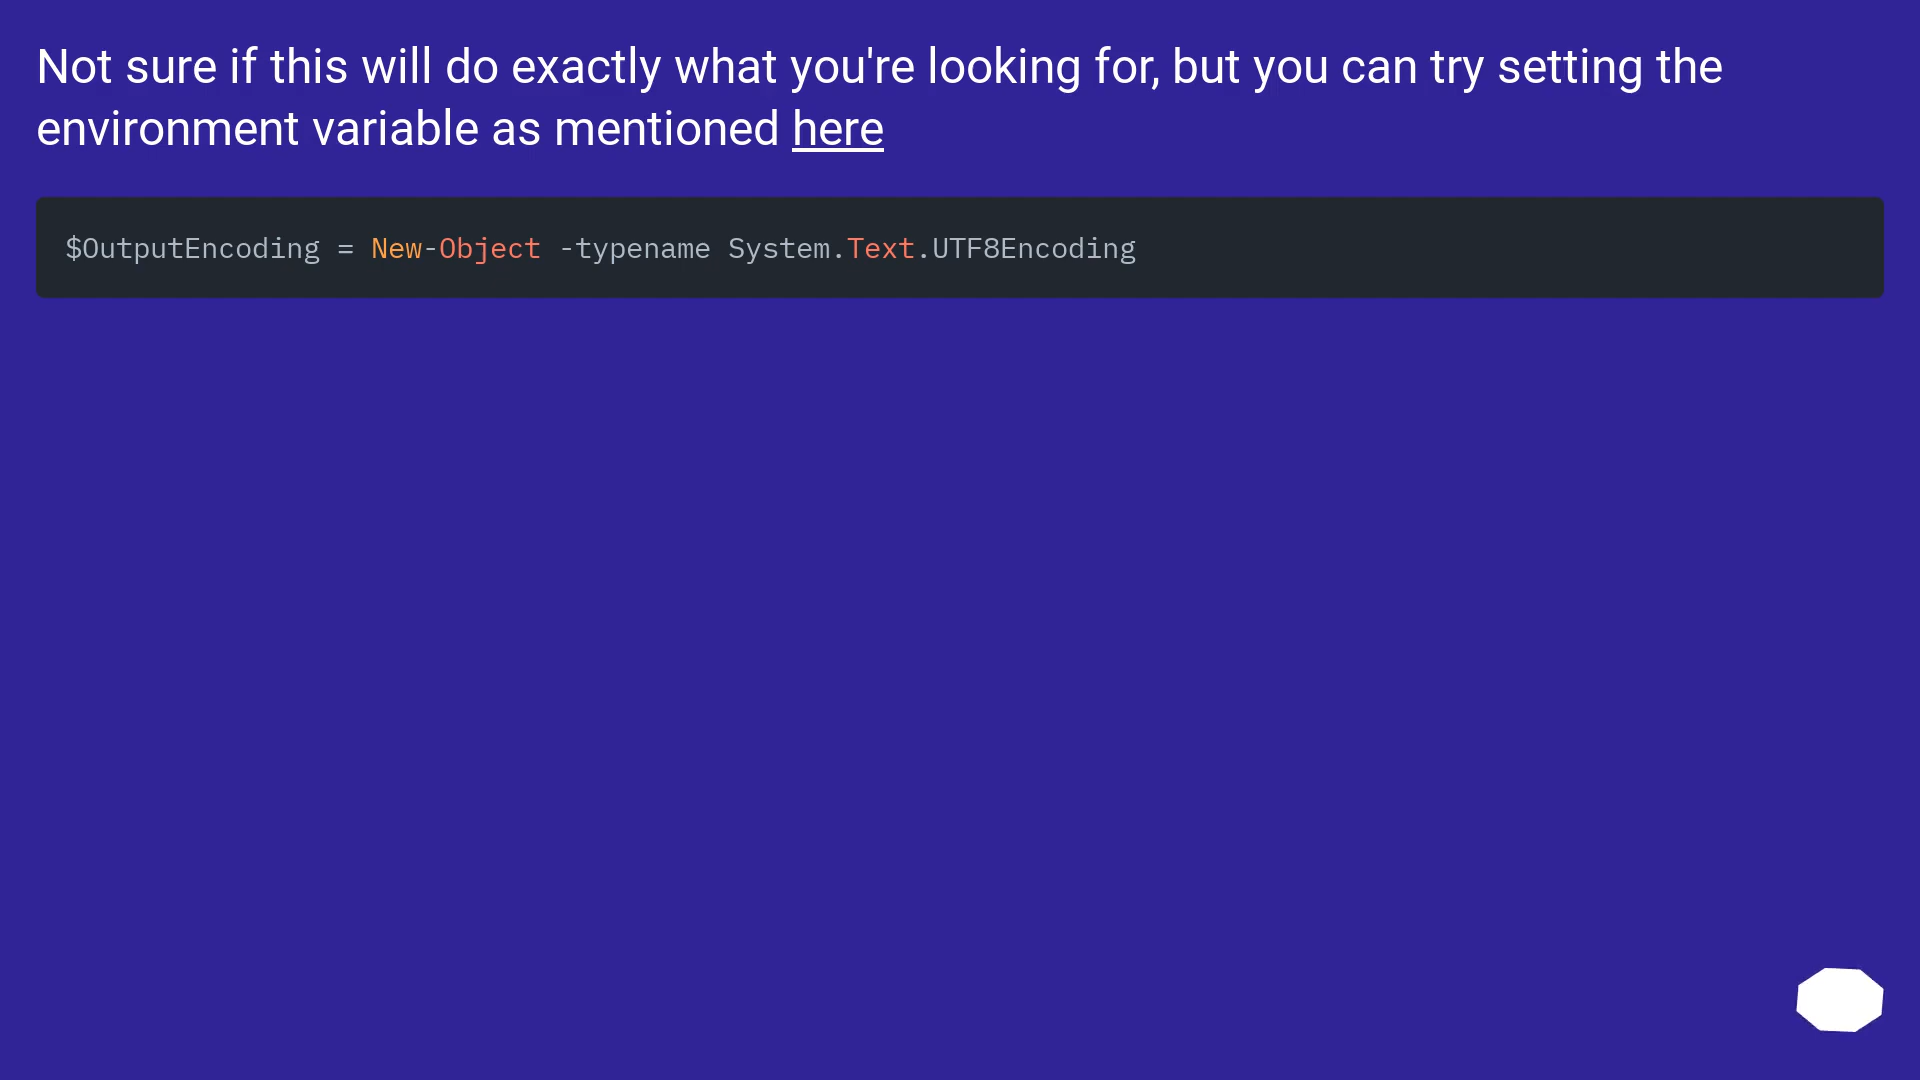 Not sure if this will do exactly what you're looking for, but you can try setting the
environment variable as mentioned here
$OutputEncoding = New-Object -typename System.Text.UTF8Encoding